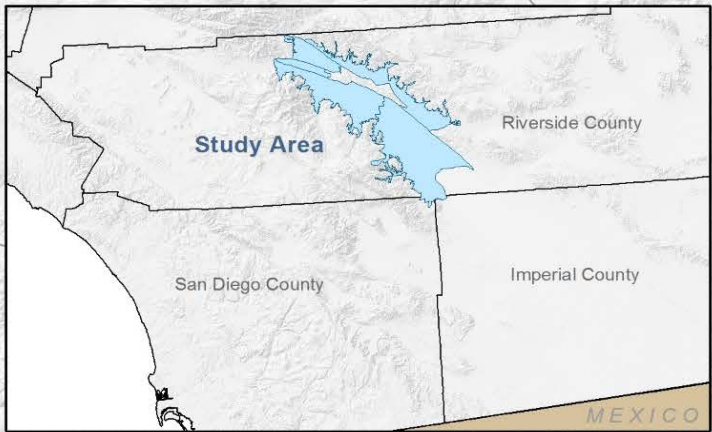 Riverside County
Study Area
San Diego County
Imperial County
MEXICO